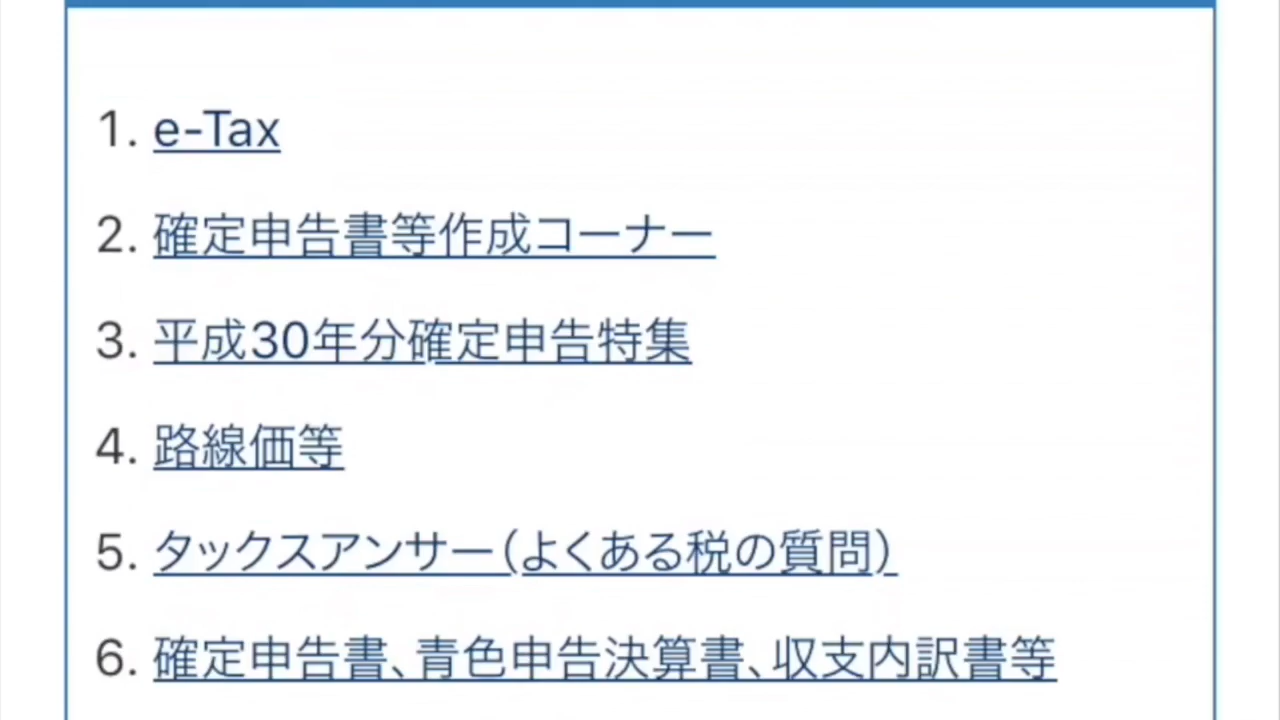 1. e-Tax
2. 確定申告書等作成コーナー
3. 平成30年分確定申告特集
4. 路線価等
5. タックスアンサー（よくある税の質問）
6. 確定申告書、青色申告決算書、収支内訳書等